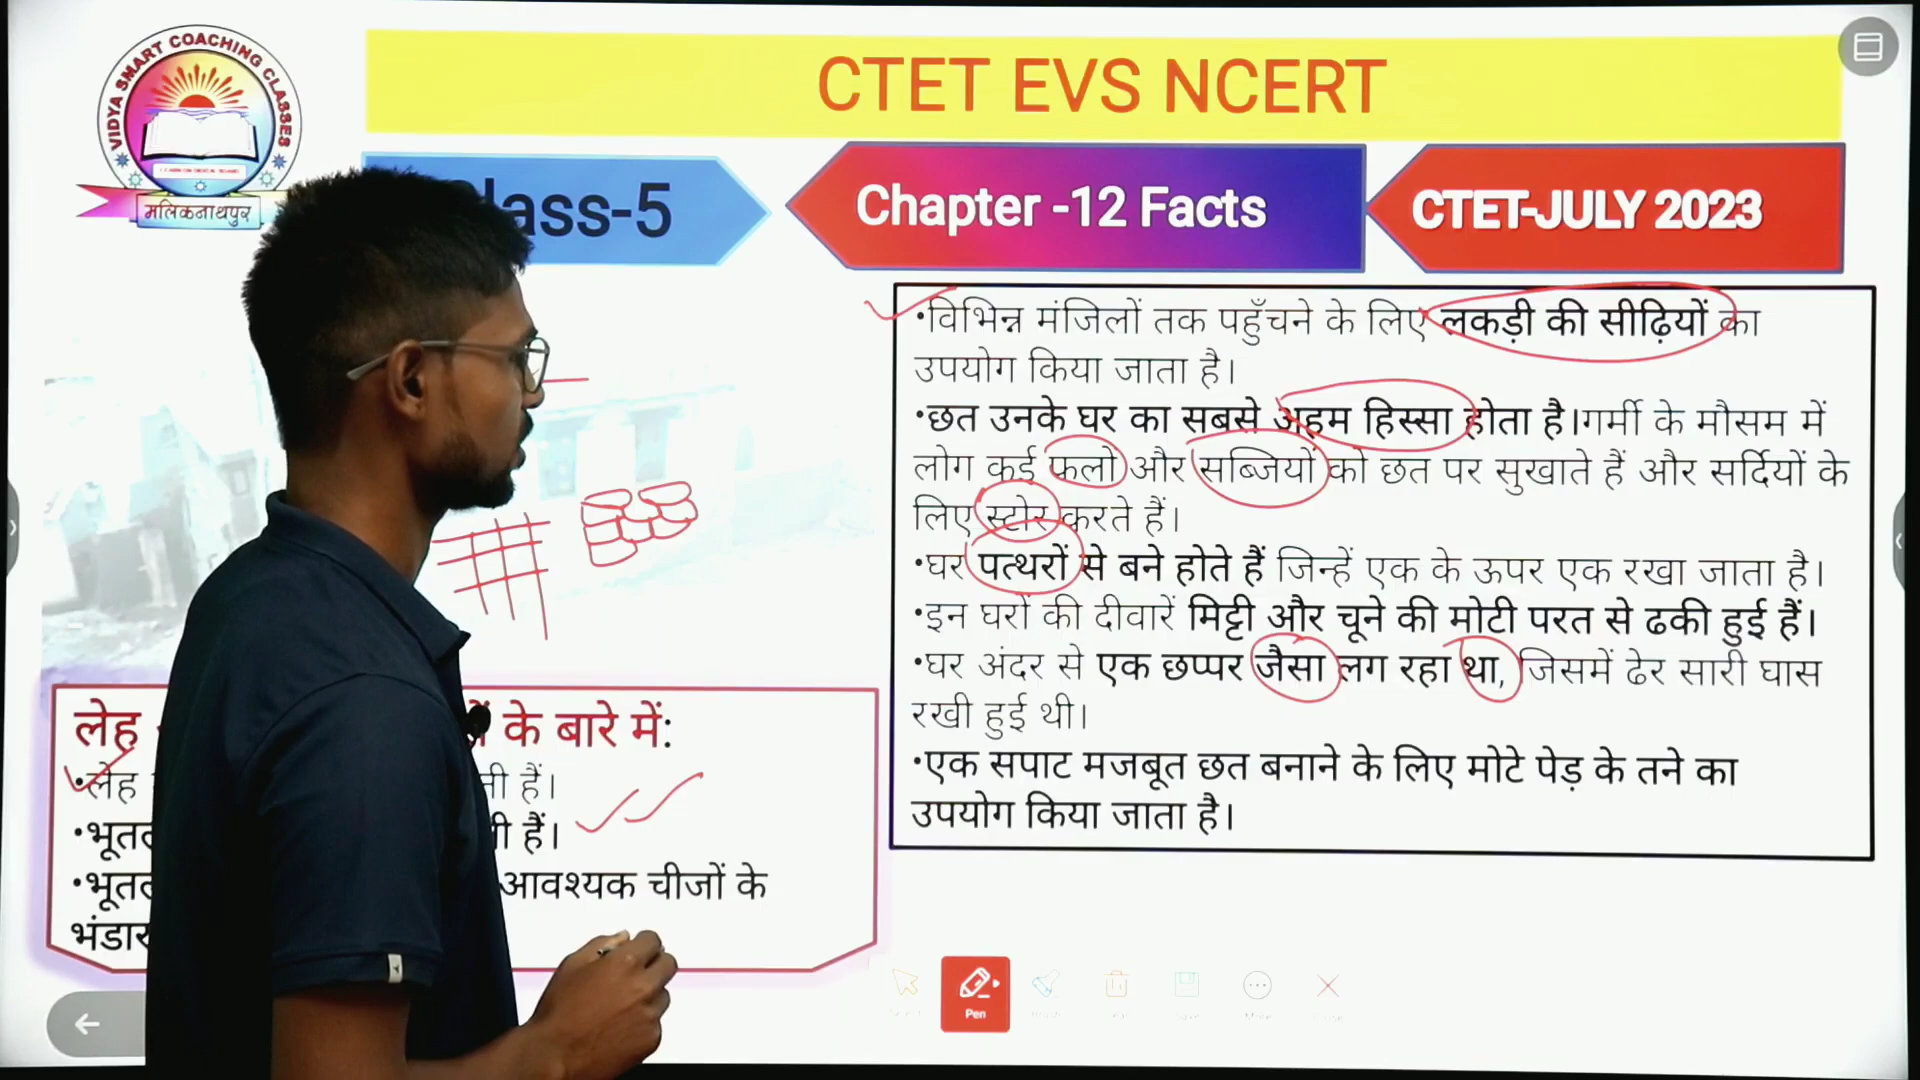 VIDYA SMART COACHING CLASSES
मलिकनाथपुर
CTET EVS NCERT
Class-5
Chapter -12 Facts
CTET-JULY 2023
•विभिन्न मंजिलों तक पहुँचने के लिए लकड़ी की सीढ़ियों का
उपयोग किया जाता है।
•छत उनके घर का सबसे अहम हिस्सा होता है।गर्मी के मौसम में
लोग कई फलो और सब्जियों को छत पर सुखाते हैं और सर्दियों के
लिए स्टोर करते हैं।
•घर पत्थरों से बने होते हैं जिन्हें एक के ऊपर एक रखा जाता है।
•इन घरों की दीवारें मिट्टी और चूने की मोटी परत से ढकी हुई हैं।
•घर अंदर से एक छप्पर जैसा लग रहा था, जिसमें ढेर सारी घास
रखी हुई थी।
•एक सपाट मजबूत छत बनाने के लिए मोटे पेड़ के तने का
उपयोग किया जाता है।
लेह के बारे में:
•लेह हैं।
• हैं।
• आवश्यक चीजों के
Pen